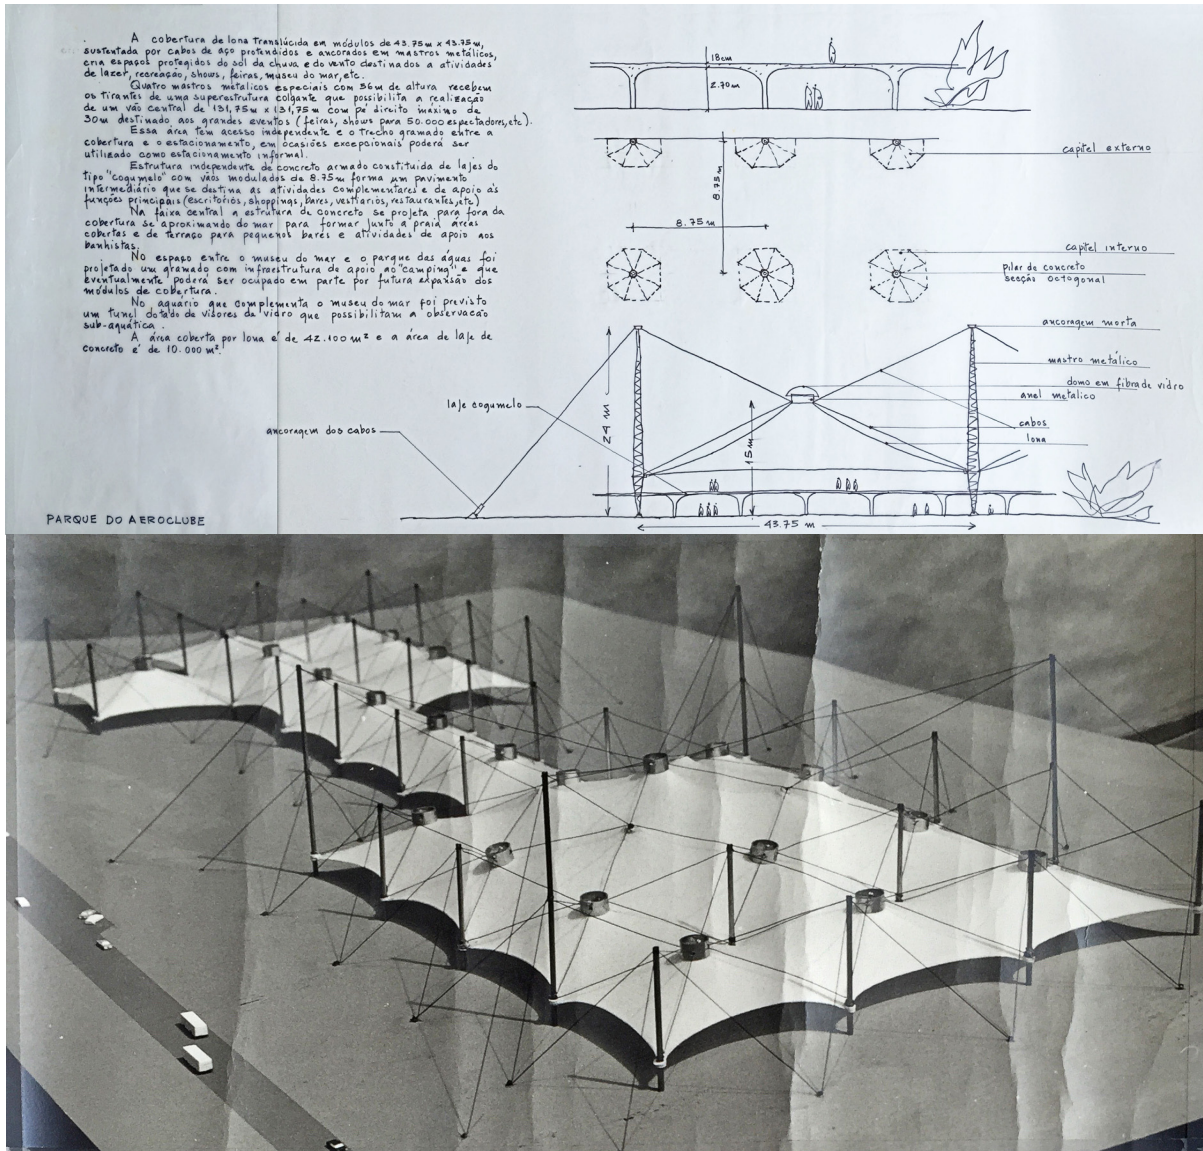 A cobertura de lona translúcida em módulos de 43.75m x 43.75m,
sustentada por cabos de aço protendidos e ancorados em mastros metálicos,
cria espaços protegidos do sol da chuva e do vento destinados a atividades
de lazer, recreação, shows, feiras, museu do mar, etc.
Quatro mastros metálicos especiais com 56m de altura recebem
os tirantes de uma superestrutura colgante que possibilita a realização
de um vão central de 131,75m x 131,75m com pé direito máximo de
30m destinado aos grandes eventos (feiras, shows para 50.000 espectadores, etc).
Essa área tem acesso independente e o trecho gramado entre a
cobertura e o estacionamento, em ocasiões excepcionais poderá ser
utilizado como estacionamento informal.
Estrutura independente de concreto armado constituida de lajes do
tipo "cogumelo" com vãos modulados de 8.75m forma um pavimento
intermediário que se destina as atividades complementares e de apoio às
funções principais (escritórios, shoppings, bares, vestiarios, restaurantes, etc)
Na faixa central a estrutura de concreto se projeta para fora da
cobertura se aproximando do mar para formar junto a praia áreas
cobertas e de terraço para pequenos bares e atividades de apoio aos
banhistas.
No espaço entre o museu do mar e o parque das águas foi
projetado um gramado com infraestrutura de apoio ao "camping" e que
eventualmente poderá ser ocupado em parte por futura expansão dos
módulos de cobertura.
No aquário que complementa o museu do mar foi previsto
um tunel dotado de visores de vidro que possibilitam a observacão
sub-aquática.
A área coberta por lona é de 42.100 m² e a área de laje de
concreto é de 10.000 m².
18cm
2.70m
capitel externo
8.75 m
8.75 m
capitel interno
pilar de concreto
secção octogonal
ancoragem morta
mastro metálico
domo em fibra de vidro
anel metálico
cabos
lona
laje cogumelo
ancoragem dos cabos
24 m
15 m
43.75 m
PARQUE DO AEROCLUBE